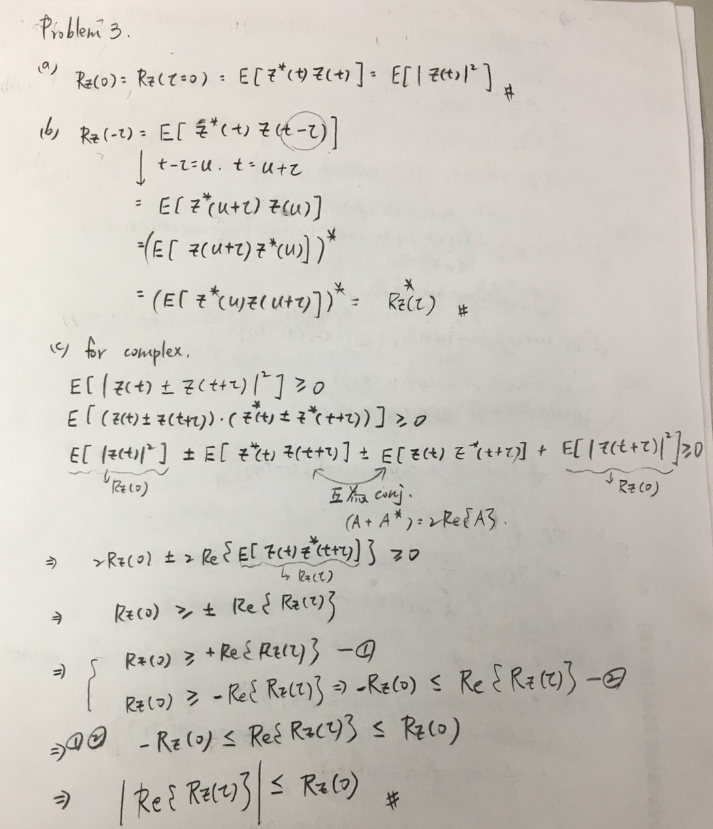 Problem 3.
(a) Rz(0) = Rz(τ=0) = E[z*(t) z(t)] = E[|z(t)|²] #
(b) Rz(-τ) = E[z*(t) z(t-τ)]
↓ t-τ=u. t=u+τ
= E[z*(u+τ) z(u)]
=(E[z(u+τ) z*(u)])*
= (E[z*(u)z(u+τ)])* = Rz*(τ) #
(c) for complex.
E[|z(t) ± z(t+τ)|²] ≥ 0
E[(z(t) ± z(t+τ))·(z*(t) ± z*(t+τ))] ≥ 0
E[|z(t)|²] ± E[z*(t) z(t+τ)] ± E[z(t) z*(t+τ)] + E[|z(t+τ)|²] ≥ 0
↳ Rz(0) 互為 conj. ↓ Rz(0)
(A + A*) = 2Re{A}.
⇒ 2Rz(0) ± 2Re{E[z(t)z*(t+τ)]} ≥ 0
↳ Rz(τ)
⇒ Rz(0) ≥ ± Re{Rz(τ)}
⇒ { Rz(0) ≥ +Re{Rz(τ)} —①
Rz(0) ≥ -Re{Rz(τ)} ⇒ -Rz(0) ≤ Re{Rz(τ)} —②
⇒①② -Rz(0) ≤ Re{Rz(τ)} ≤ Rz(0)
⇒ |Re{Rz(τ)}| ≤ Rz(0) #